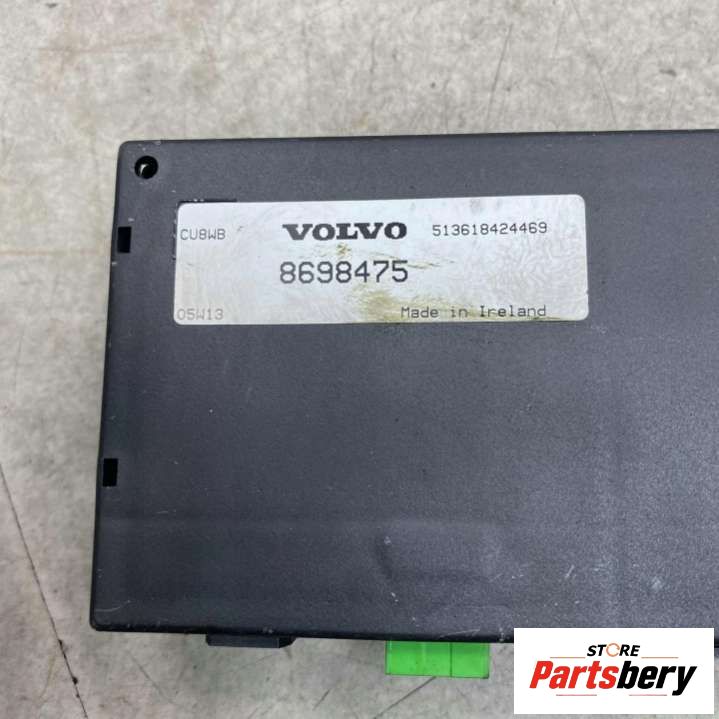 CU8WB VOLVO 513618424469
8698475
05W13 Made in Ireland
STORE
Partsbery